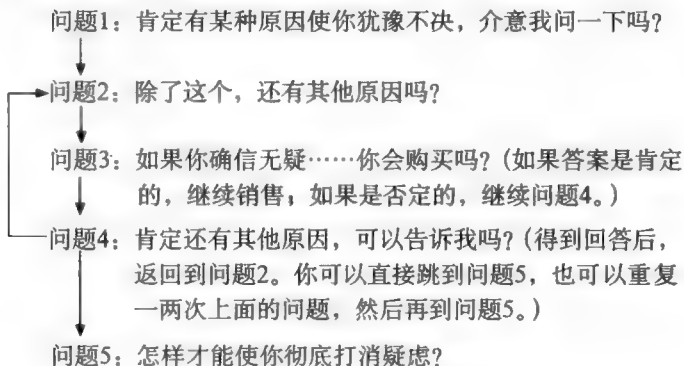 问题1：肯定有某种原因使你犹豫不决，介意我问一下吗？
问题2：除了这个，还有其他原因吗？
问题3：如果你确信无疑……你会购买吗？（如果答案是肯定
的，继续销售；如果是否定的，继续问题4。）
问题4：肯定还有其他原因，可以告诉我吗？（得到回答后，
返回到问题2。你可以直接跳到问题5，也可以重复
一两次上面的问题，然后再到问题5。）
问题5：怎样才能使你彻底打消疑虑？